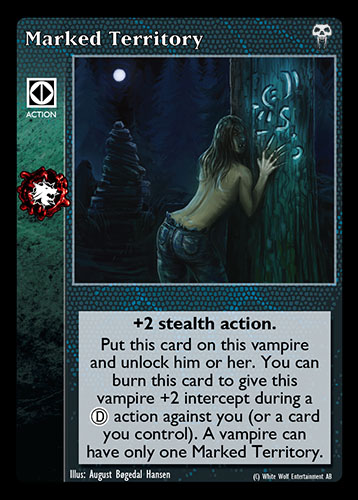 Marked Territory
ACTION
+2 stealth action.
Put this card on this vampire
and unlock him or her. You can
burn this card to give this
vampire +2 intercept during a
Ⓓ action against you (or a card
you control). A vampire can
have only one Marked Territory.
Illus: August Bøgedal Hansen
(C) White Wolf Entertainment AB